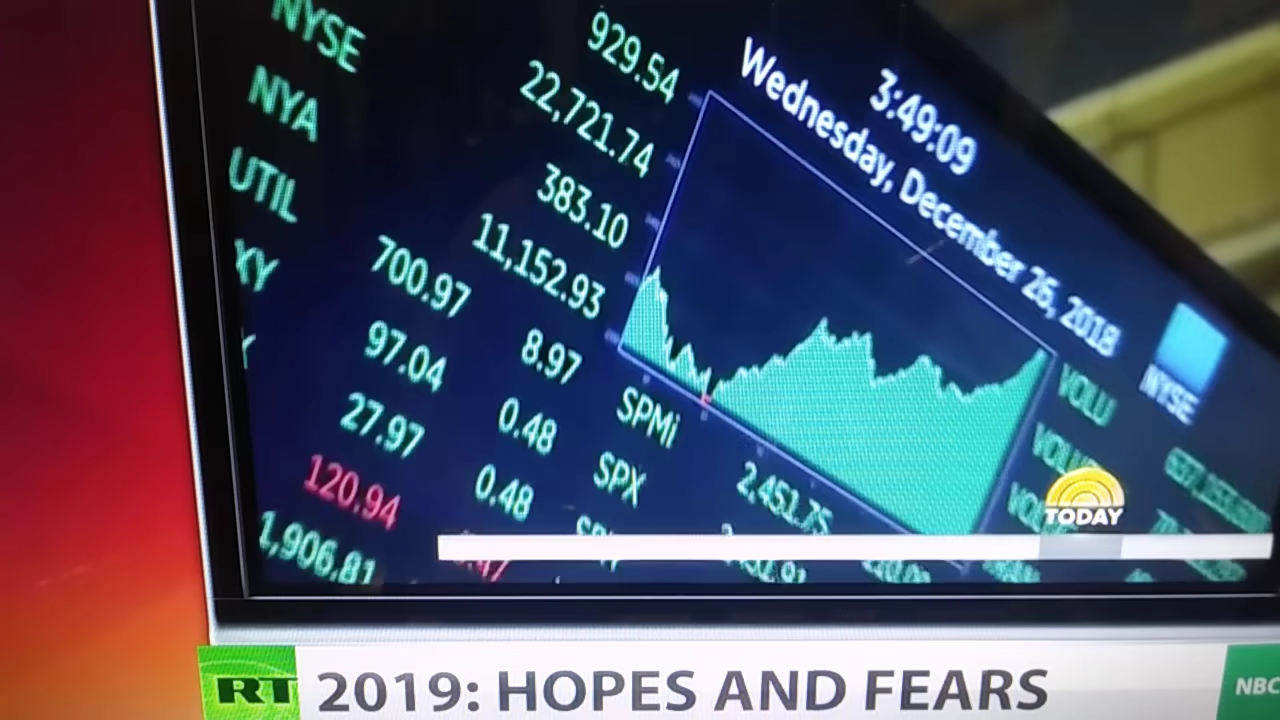 NYSE 929.54
NYA 22,721.74
UTIL 383.10
XY 11,152.93
700.97 8.97
97.04 0.48
27.97 0.48
120.94
1,906.81
3:49:09
Wednesday, December 26, 2018
NYSE
VOLU
SPMi 2,451.75
SPX
TODAY
RT 2019: HOPES AND FEARS
NBC